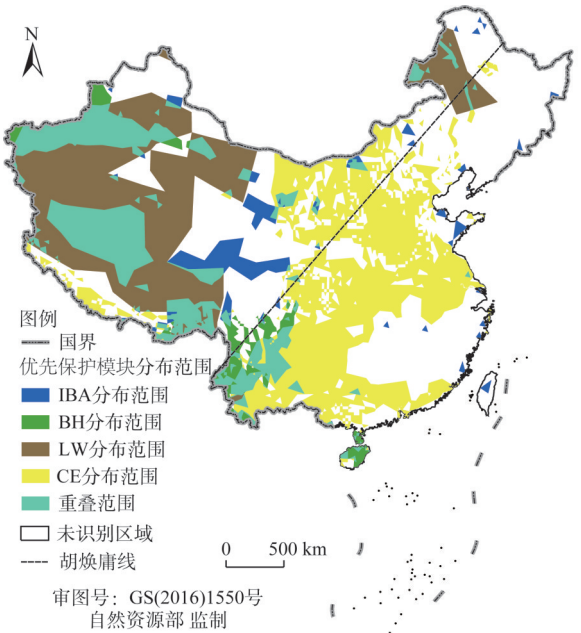 N
图例
国界
优先保护模块分布范围
IBA分布范围
BH分布范围
LW分布范围
CE分布范围
重叠范围
未识别区域
胡焕庸线
0 500 km
审图号：GS(2016)1550号
自然资源部 监制